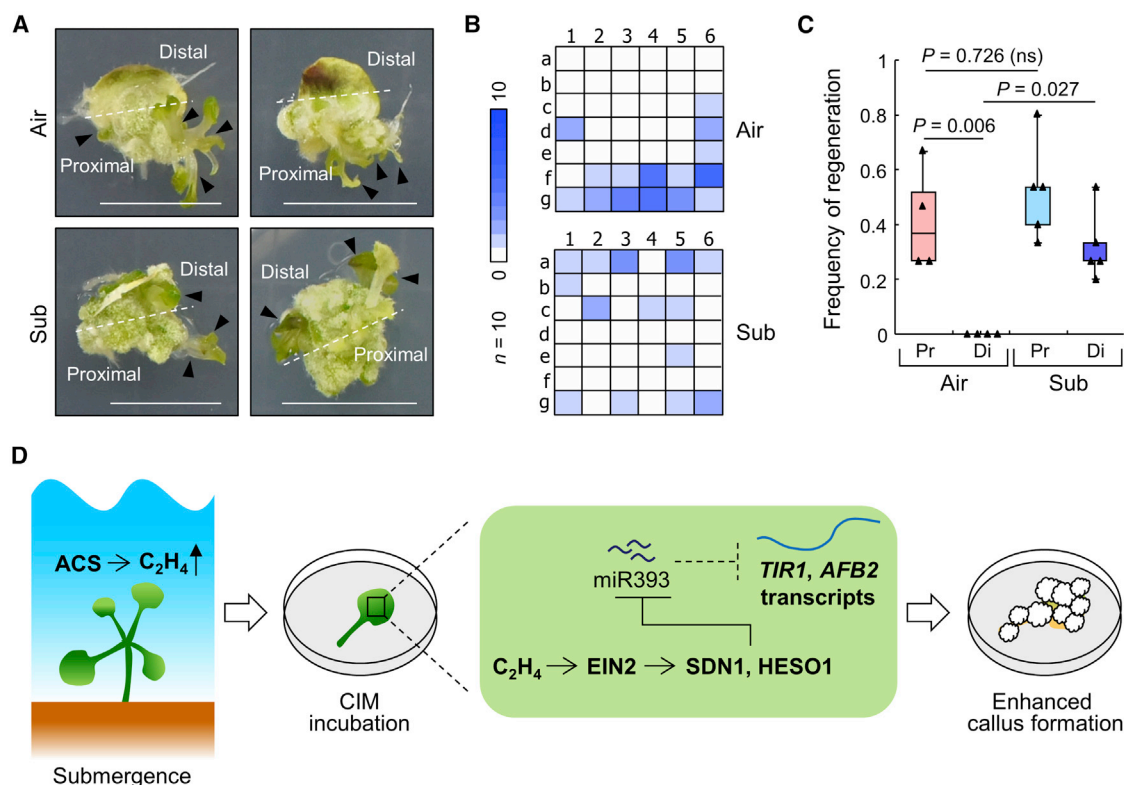 A
Air
Distal
Proximal
Distal
Proximal
Sub
Distal
Proximal
Distal
Proximal
B
10
0
n = 10
1 2 3 4 5 6
a
b
c
d
e
f
g
Air
1 2 3 4 5 6
a
b
c
d
e
f
g
Sub
C
Frequency of regeneration
1
0.8
0.6
0.4
0.2
0
P = 0.726 (ns)
P = 0.027
P = 0.006
Pr Di Pr Di
Air Sub
D
ACS → C₂H₄ ↑
Submergence
CIM
incubation
miR393
TIR1, AFB2
transcripts
C₂H₄ → EIN2 → SDN1, HESO1
Enhanced
callus formation